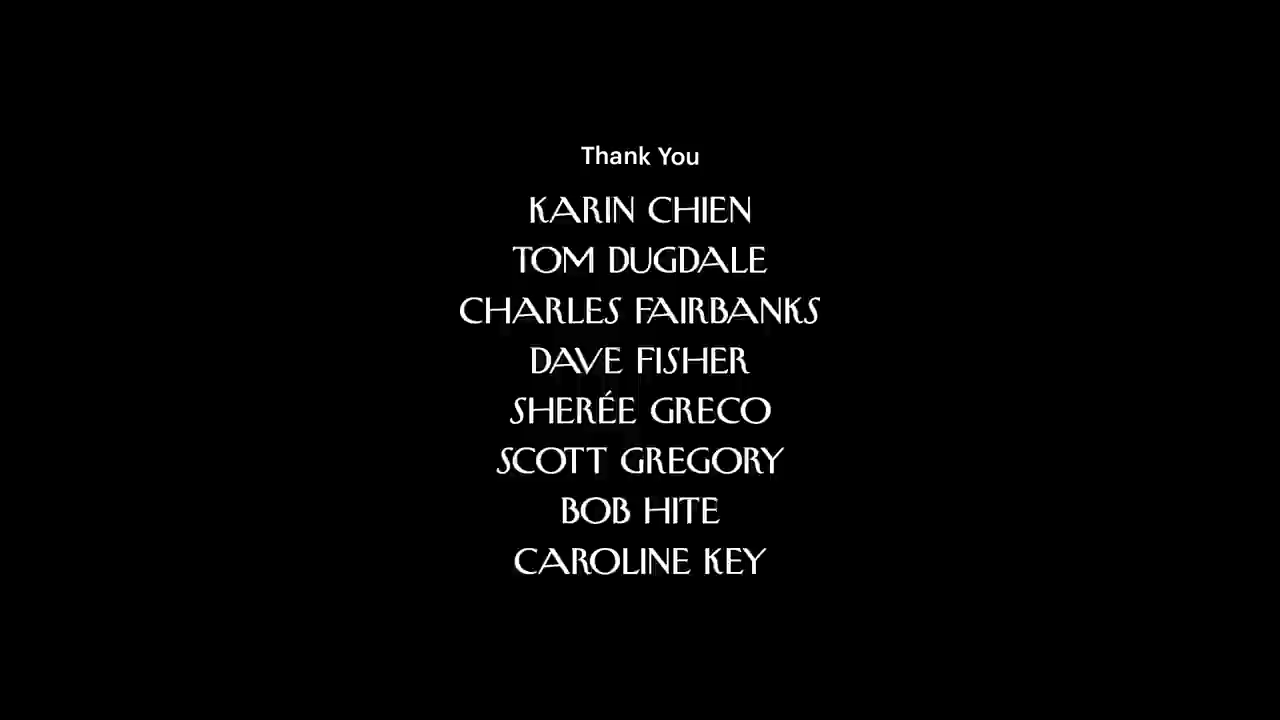 Thank You
KARIN CHIEN
TOM DUGDALE
CHARLES FAIRBANKS
DAVE FISHER
SHERÉE GRECO
SCOTT GREGORY
BOB HITE
CAROLINE KEY